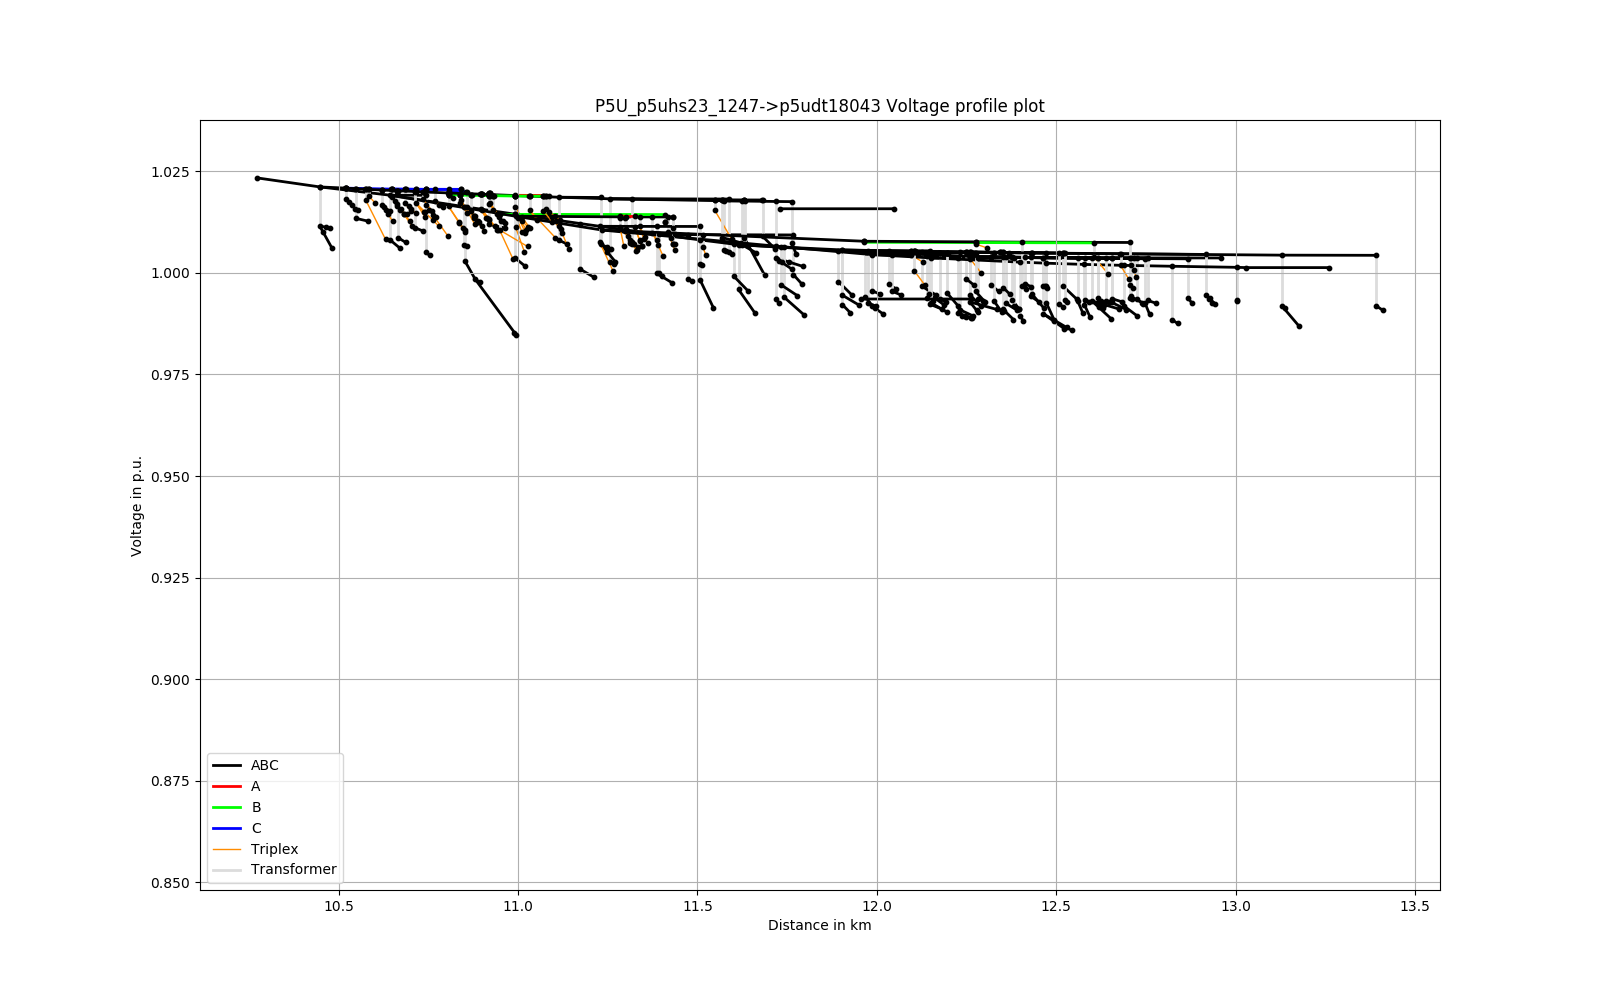 P5U_p5uhs23_1247->p5udt18043 Voltage profile plot
1.025
1.000
0.975
0.950
0.925
0.900
0.875
0.850
Voltage in p.u.
ABC
A
B
C
Triplex
Transformer
10.5
11.0
11.5
12.0
12.5
13.0
13.5
Distance in km